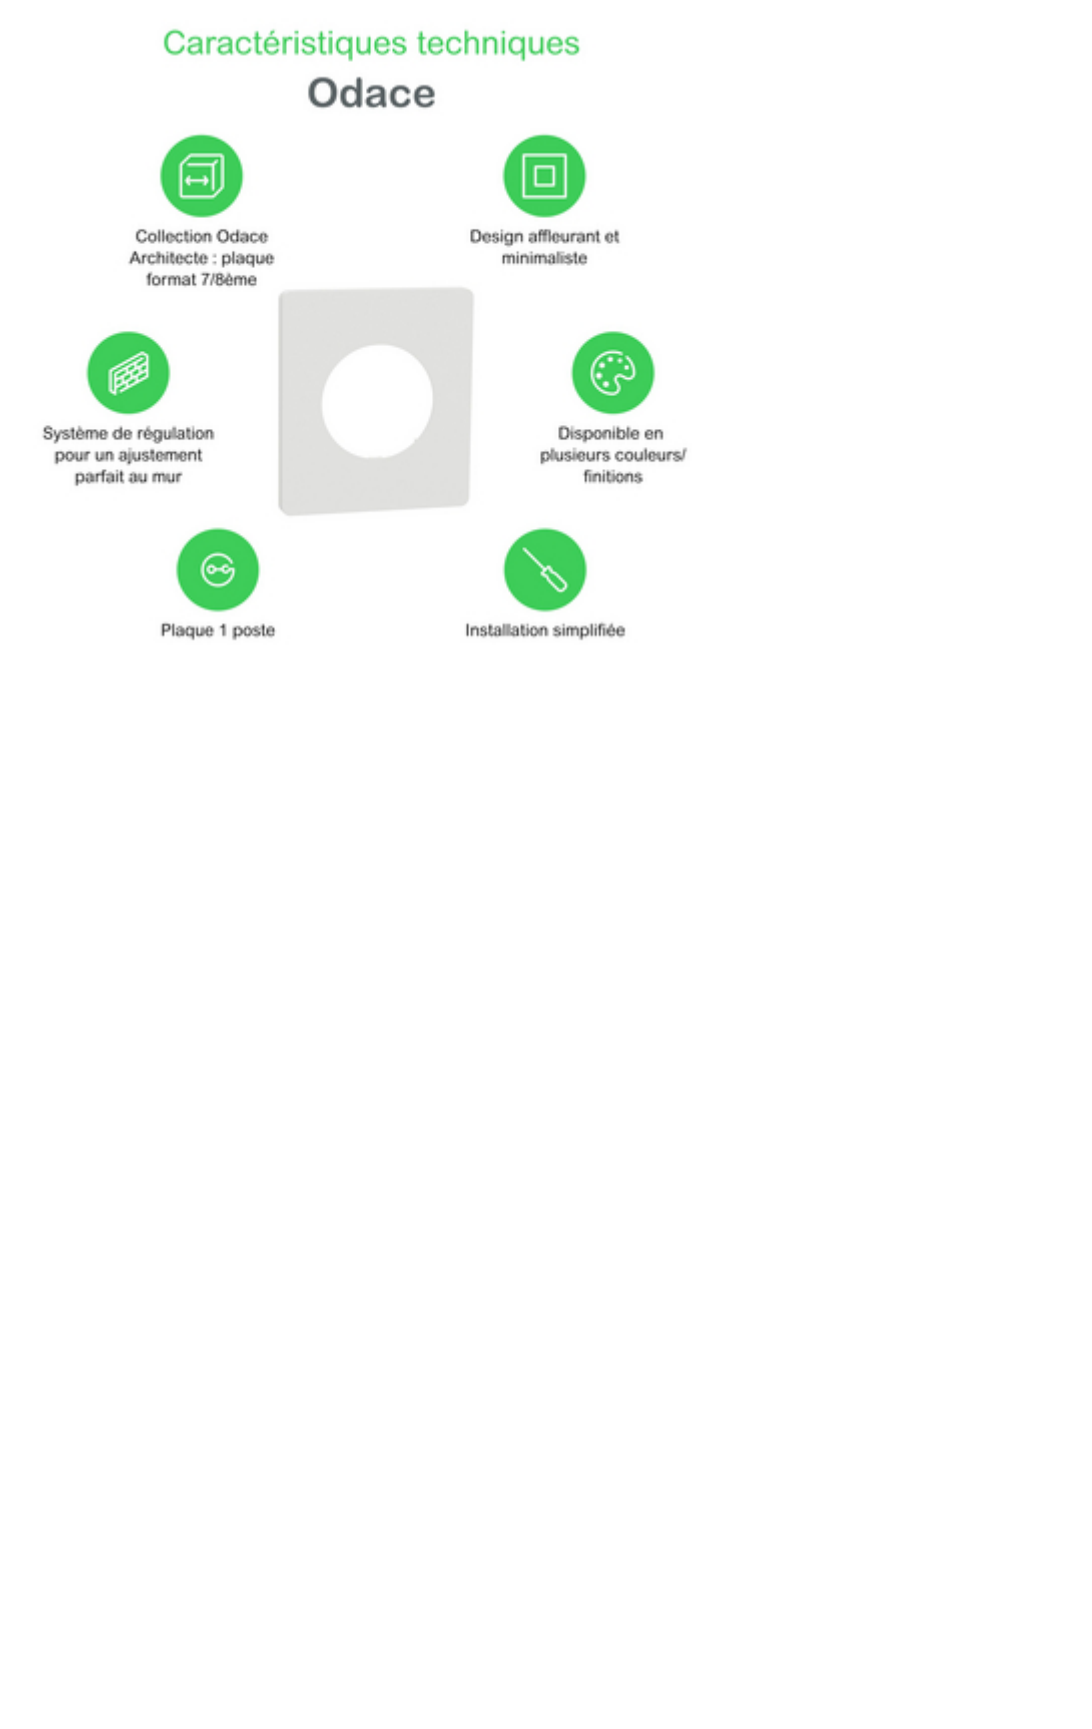 Caractéristiques techniques
Odace
Collection Odace
Architecte : plaque
format 7/8ème
Design affleurant et
minimaliste
Système de régulation
pour un ajustement
parfait au mur
Disponible en
plusieurs couleurs/
finitions
Plaque 1 poste
Installation simplifiée